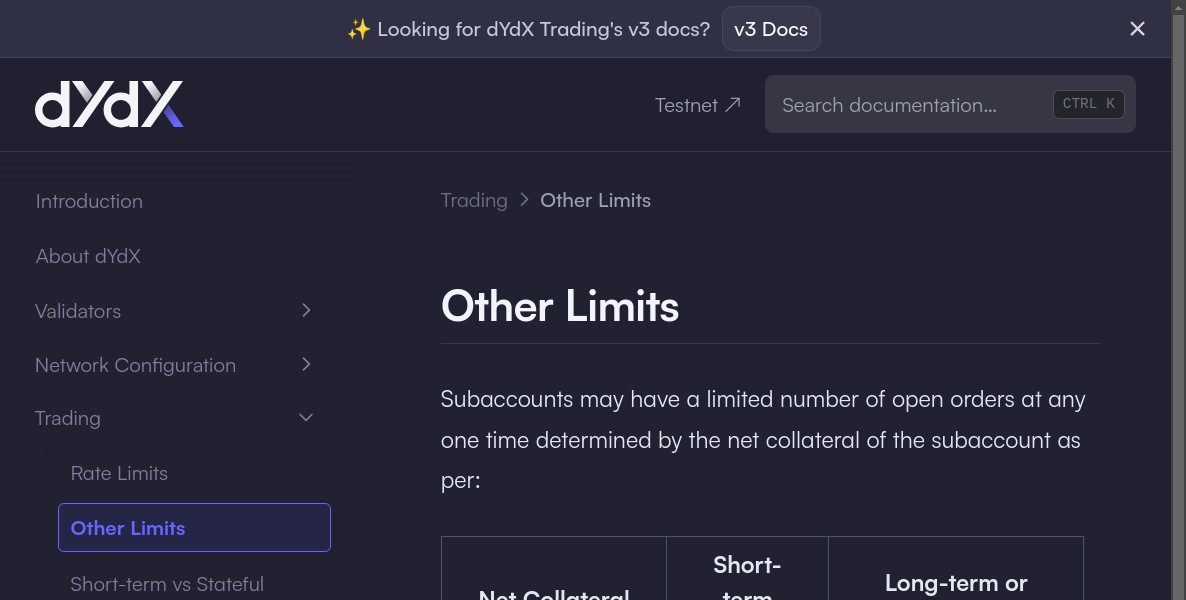 ✨ Looking for dYdX Trading's v3 docs? v3 Docs
dYdX
Testnet
Search documentation…
CTRL K
Introduction
About dYdX
Validators
Network Configuration
Trading
Rate Limits
Other Limits
Short-term vs Stateful
Trading > Other Limits
Other Limits
Subaccounts may have a limited number of open orders at any
one time determined by the net collateral of the subaccount as
per:
Net Collateral
Short-
term
Long-term or